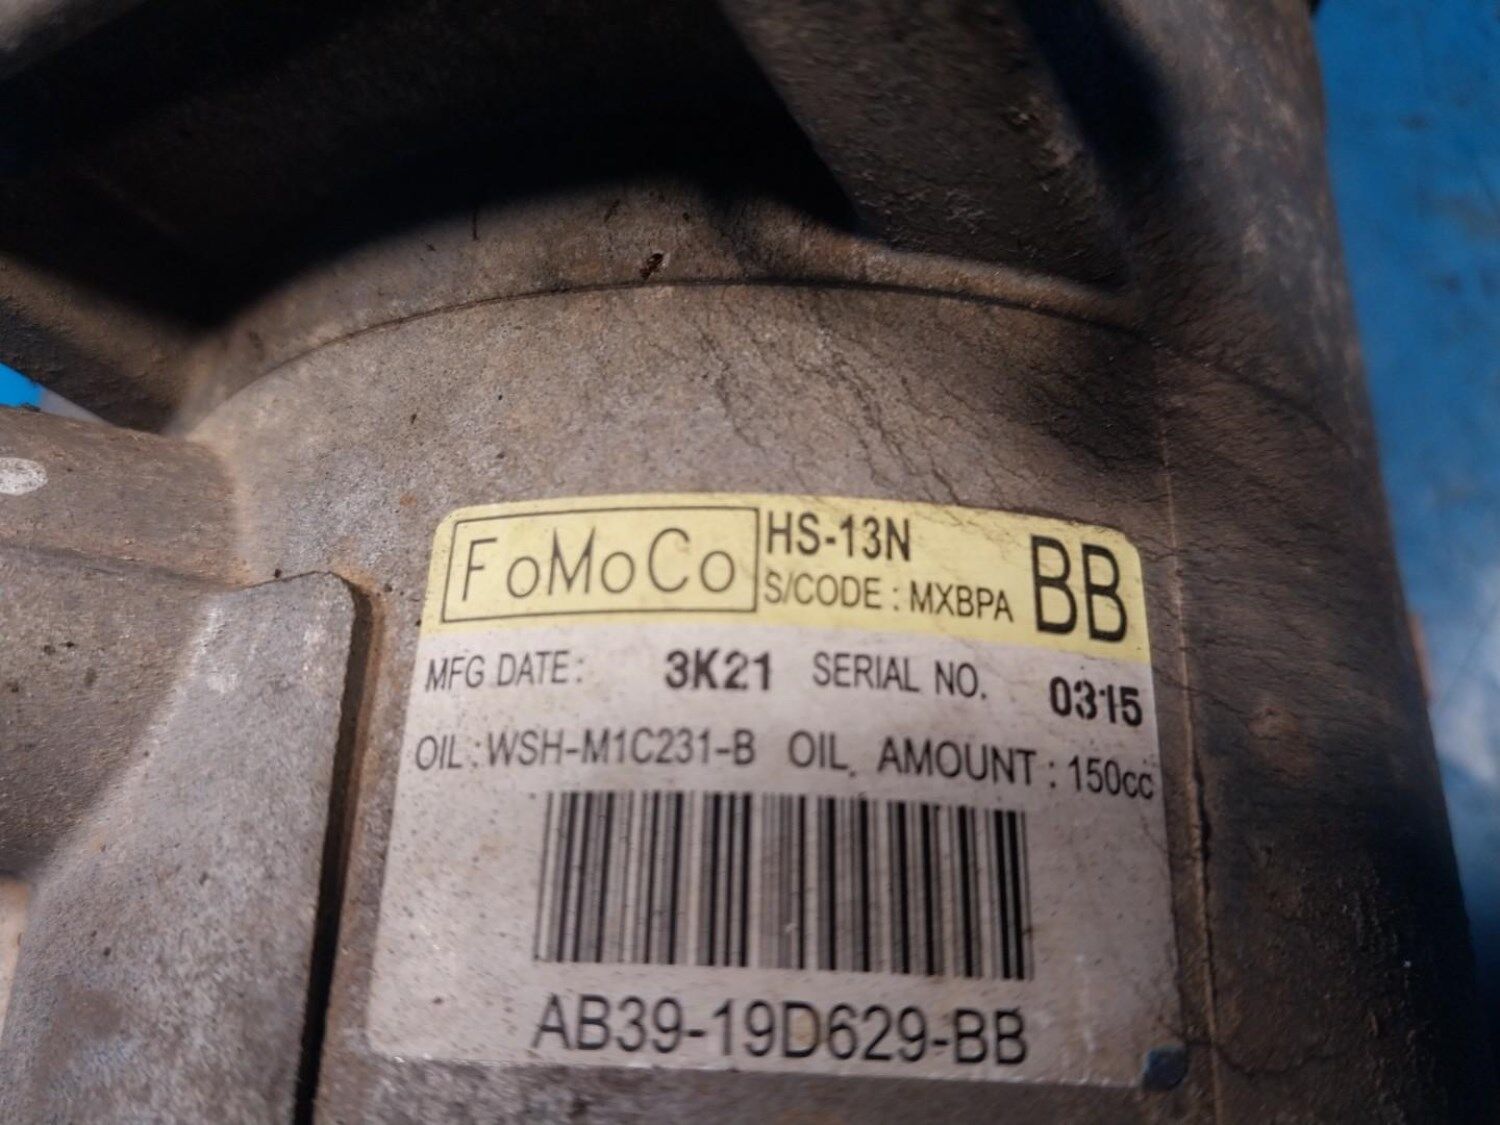 FoMoCo HS-13N BB
S/CODE : MXBPA
MFG DATE: 3K21 SERIAL NO. 0315
OIL : WSH-M1C231-B OIL AMOUNT : 150cc
AB39-19D629-BB